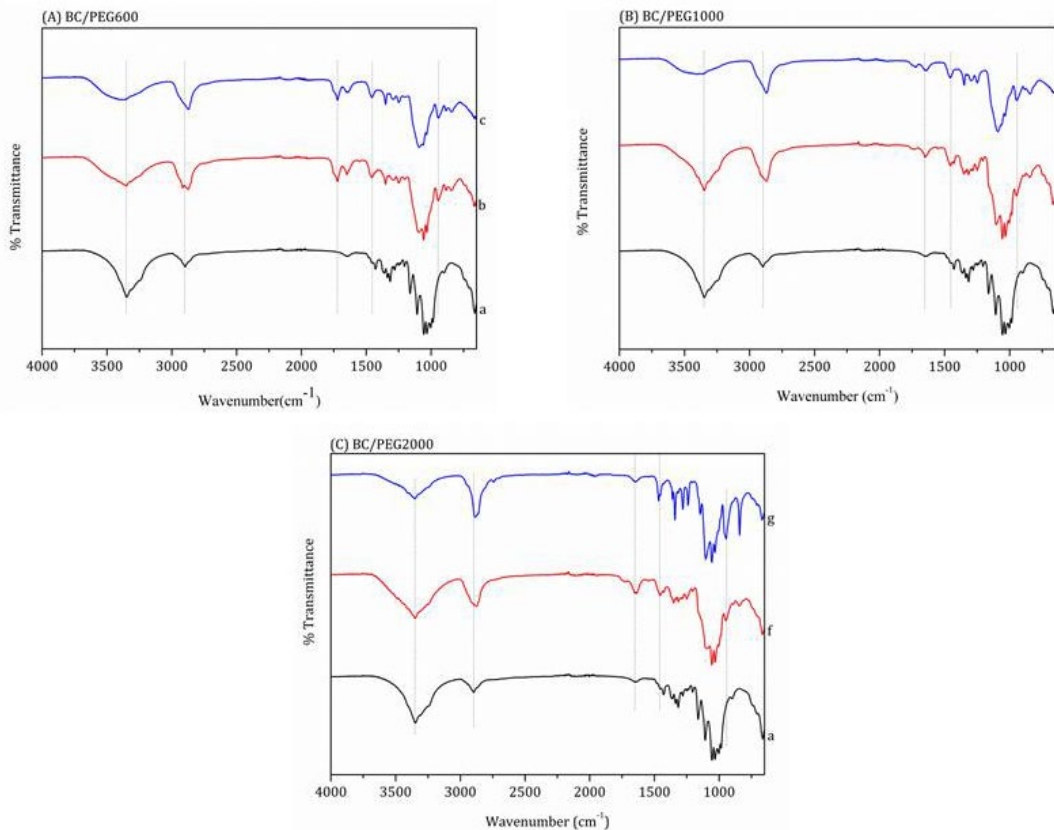 (A) BC/PEG600
% Transmittance
c
b
a
4000 3500 3000 2500 2000 1500 1000
Wavenumber(cm-1)
(B) BC/PEG1000
% Transmittance
4000 3500 3000 2500 2000 1500 1000
Wavenumber (cm-1)
(C) BC/PEG2000
% Transmittance
g
f
a
4000 3500 3000 2500 2000 1500 1000
Wavenumber (cm-1)